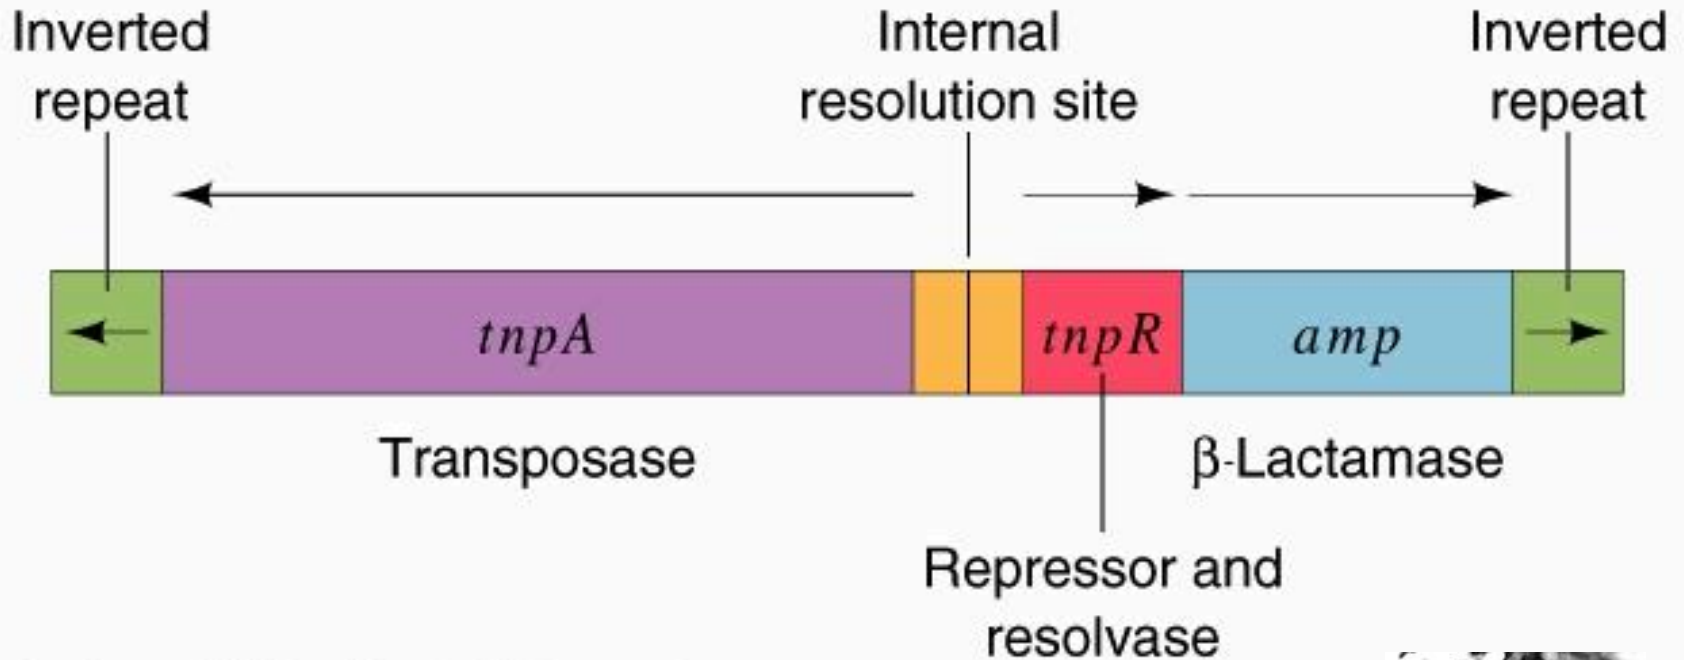 Inverted
repeat
Internal
resolution site
Inverted
repeat
tnpA
tnpR
amp
Transposase
β-Lactamase
Repressor and
resolvase